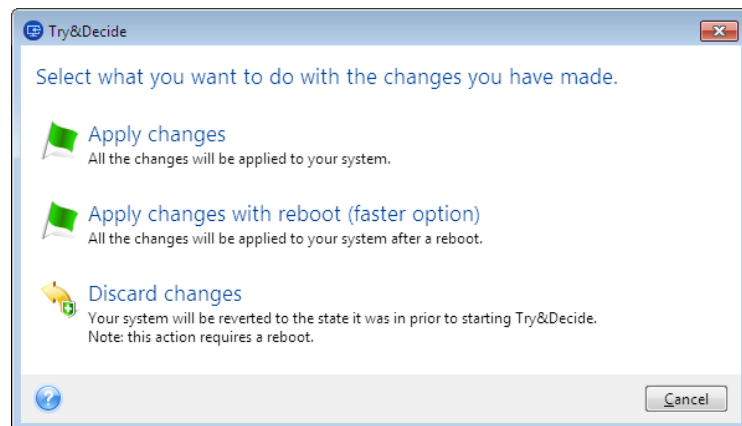 Try&Decide
Select what you want to do with the changes you have made.
Apply changes
All the changes will be applied to your system.
Apply changes with reboot (faster option)
All the changes will be applied to your system after a reboot.
Discard changes
Your system will be reverted to the state it was in prior to starting Try&Decide.
Note: this action requires a reboot.
Cancel